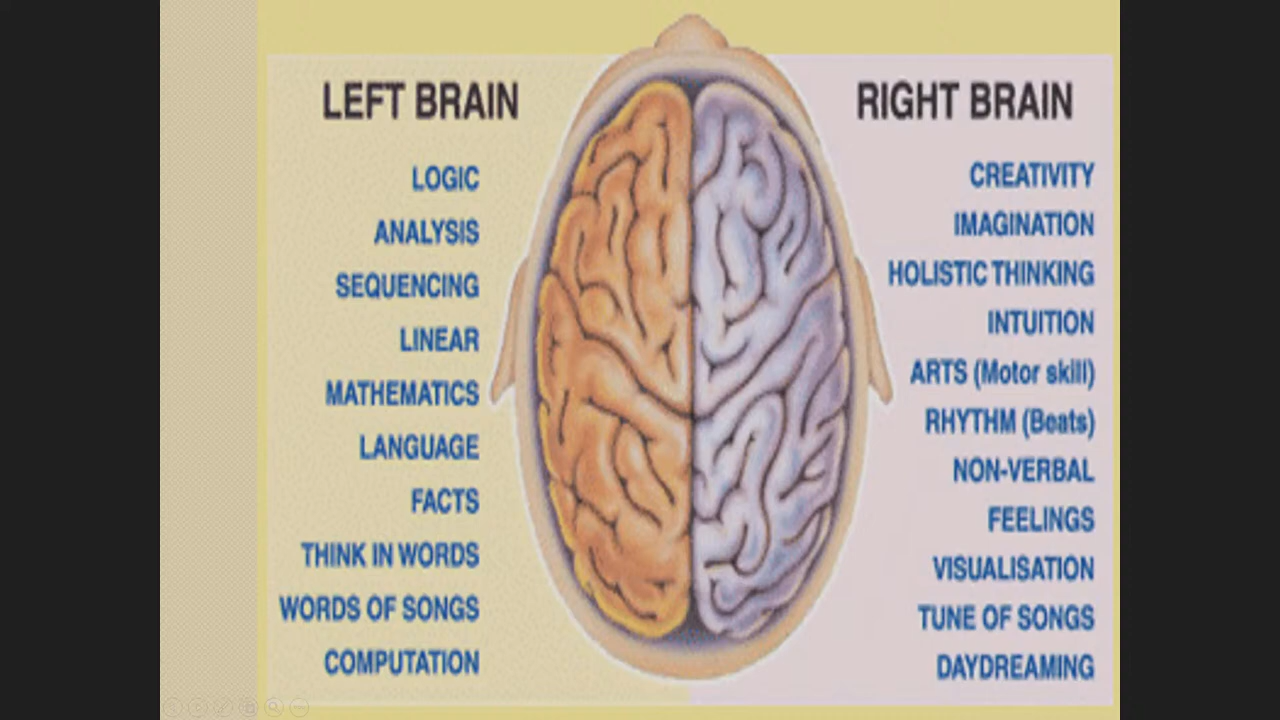 LEFT BRAIN
LOGIC
ANALYSIS
SEQUENCING
LINEAR
MATHEMATICS
LANGUAGE
FACTS
THINK IN WORDS
WORDS OF SONGS
COMPUTATION
RIGHT BRAIN
CREATIVITY
IMAGINATION
HOLISTIC THINKING
INTUITION
ARTS (Motor skill)
RHYTHM (Beats)
NON-VERBAL
FEELINGS
VISUALISATION
TUNE OF SONGS
DAYDREAMING